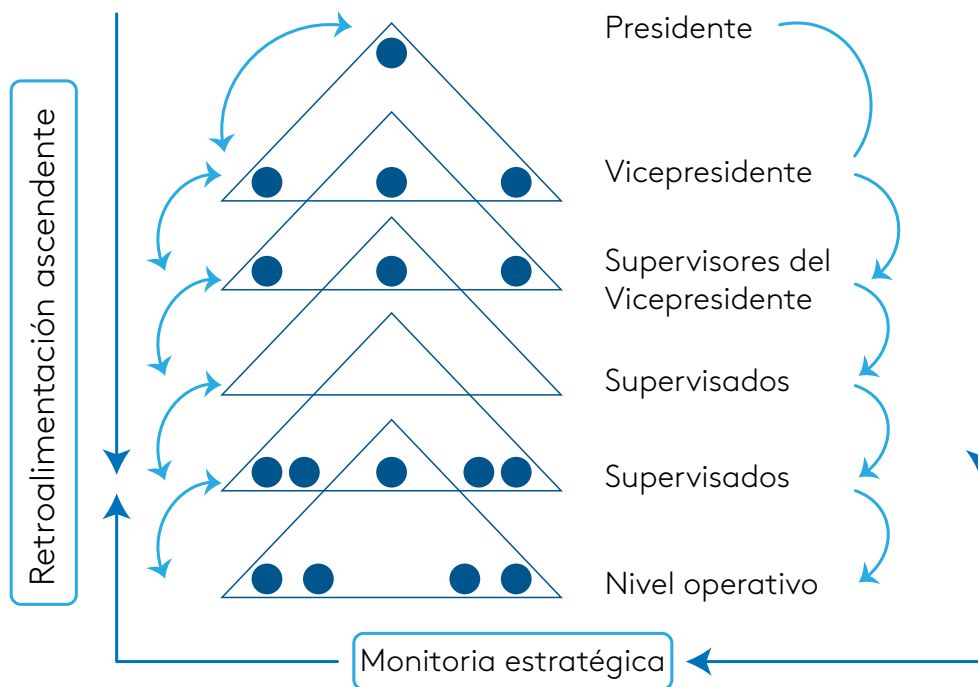 Retroalimentación ascendente
Presidente
Vicepresidente
Supervisores del
Vicepresidente
Supervisados
Supervisados
Nivel operativo
Monitoria estratégica